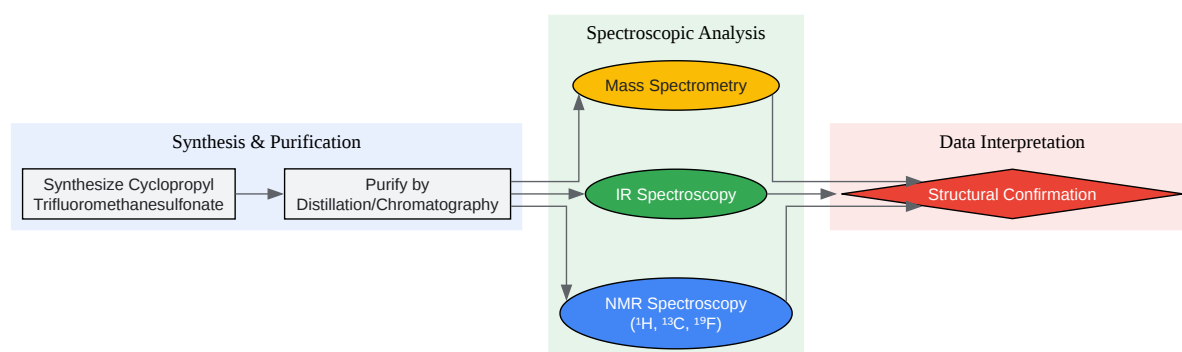 Synthesis & Purification
Synthesize Cyclopropyl
Trifluoromethanesulfonate
Purify by
Distillation/Chromatography
Spectroscopic Analysis
Mass Spectrometry
IR Spectroscopy
NMR Spectroscopy
(¹H, ¹³C, ¹⁹F)
Data Interpretation
Structural Confirmation